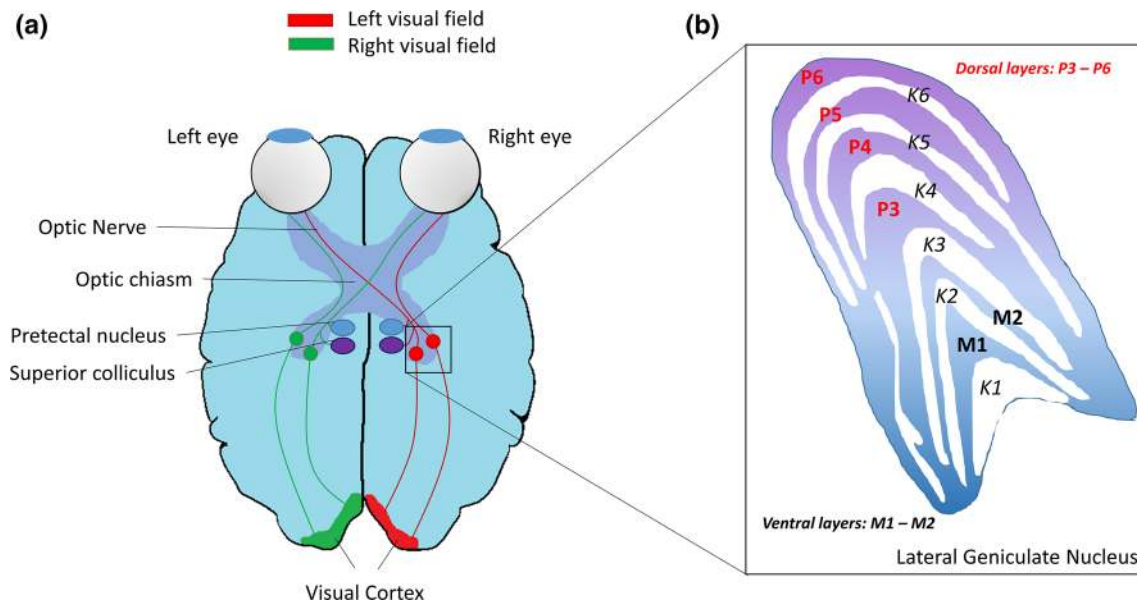 (a)
Left visual field
Right visual field
Left eye
Right eye
Optic Nerve
Optic chiasm
Pretectal nucleus
Superior colliculus
Visual Cortex
(b)
Dorsal layers: P3 – P6
P6
K6
P5
K5
P4
K4
P3
K3
K2
M2
M1
K1
Ventral layers: M1 – M2
Lateral Geniculate Nucleus